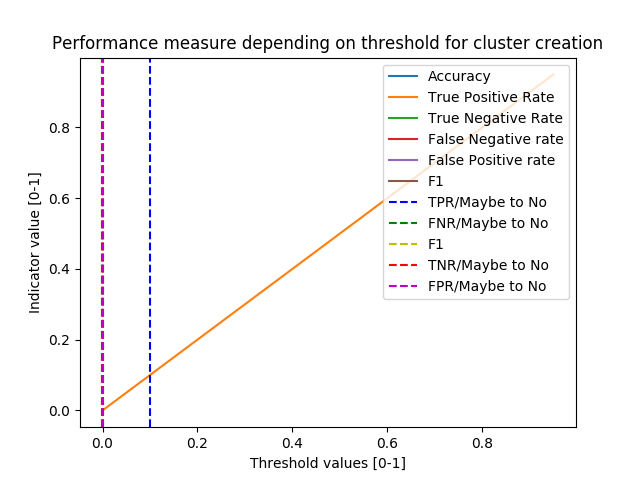 Performance measure depending on threshold for cluster creation
Accuracy
True Positive Rate
True Negative Rate
False Negative rate
False Positive rate
F1
TPR/Maybe to No
FNR/Maybe to No
F1
TNR/Maybe to No
FPR/Maybe to No
Indicator value [0-1]
0.8
0.6
0.4
0.2
0.0
0.0 0.2 0.4 0.6 0.8
Threshold values [0-1]